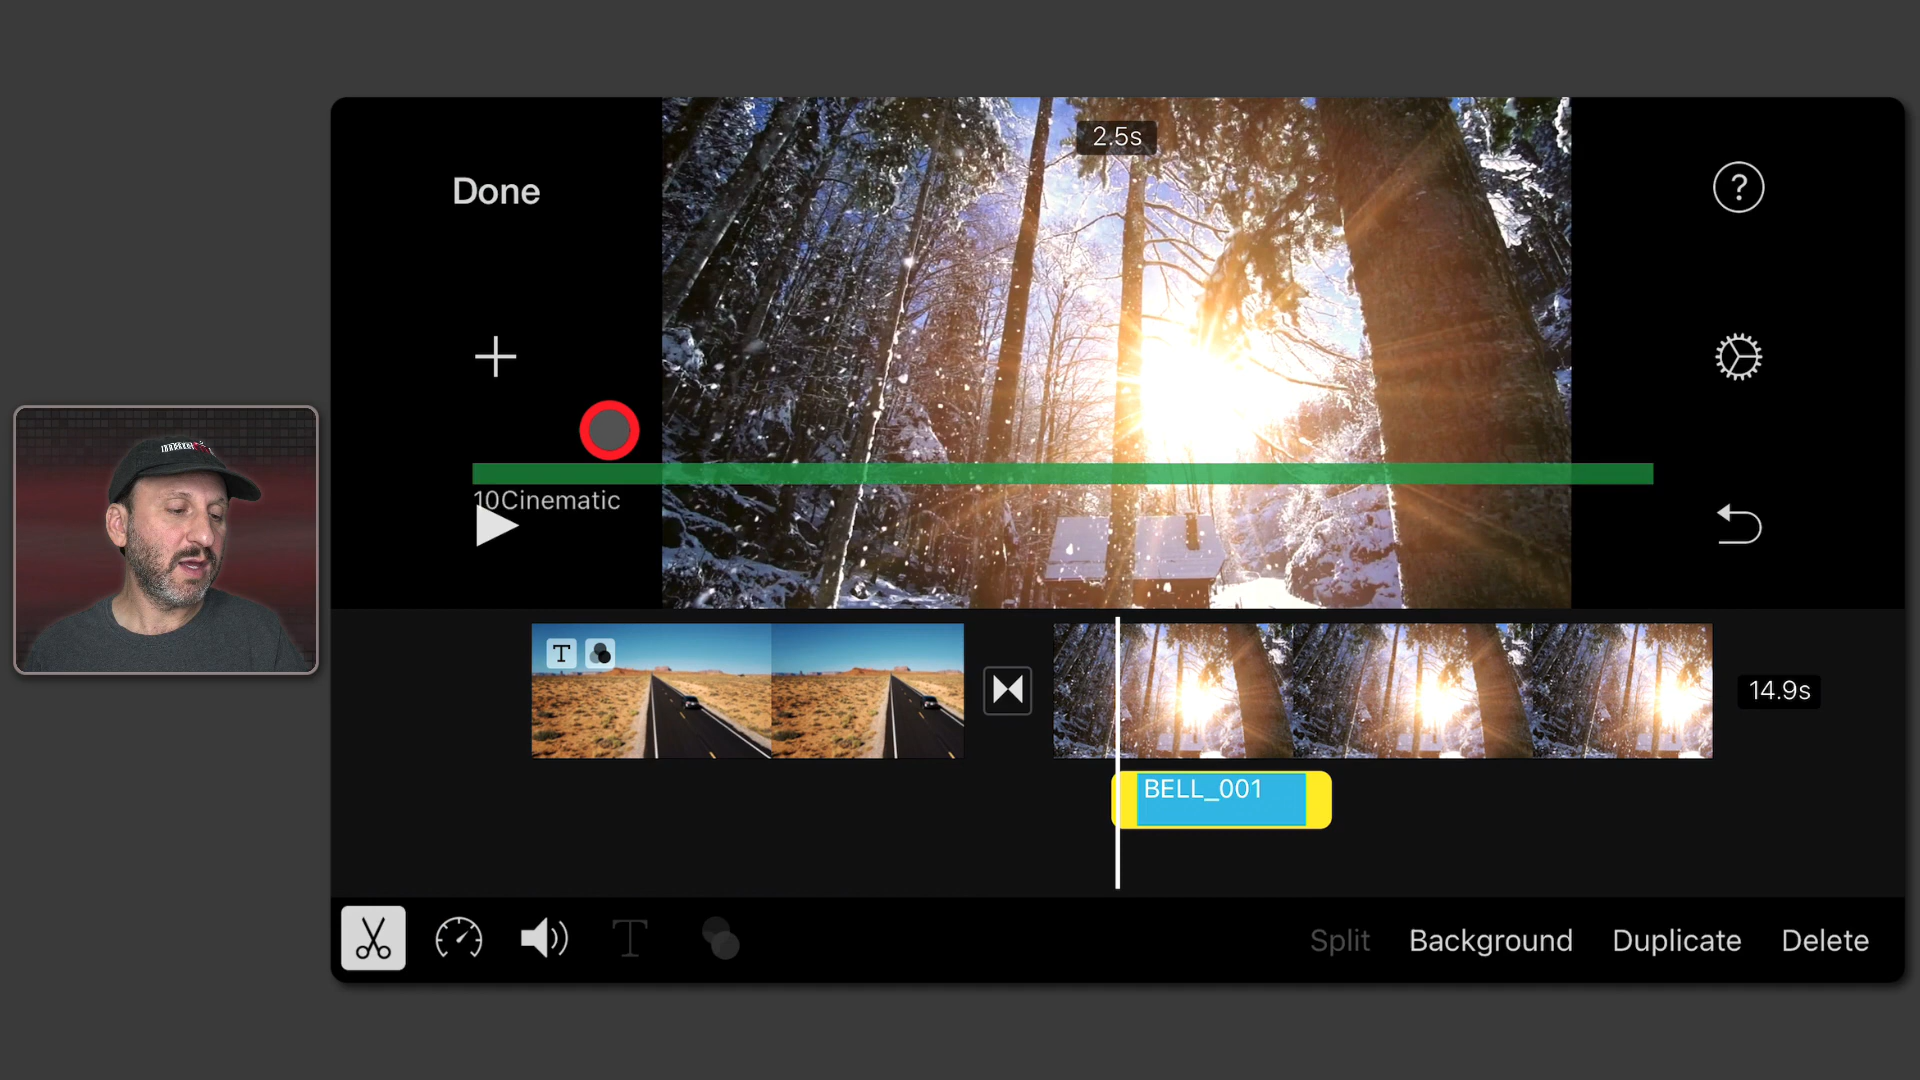 2.5s
Done
?
10Cinematic
T
14.9s
BELL_001
T
Split
Background
Duplicate
Delete